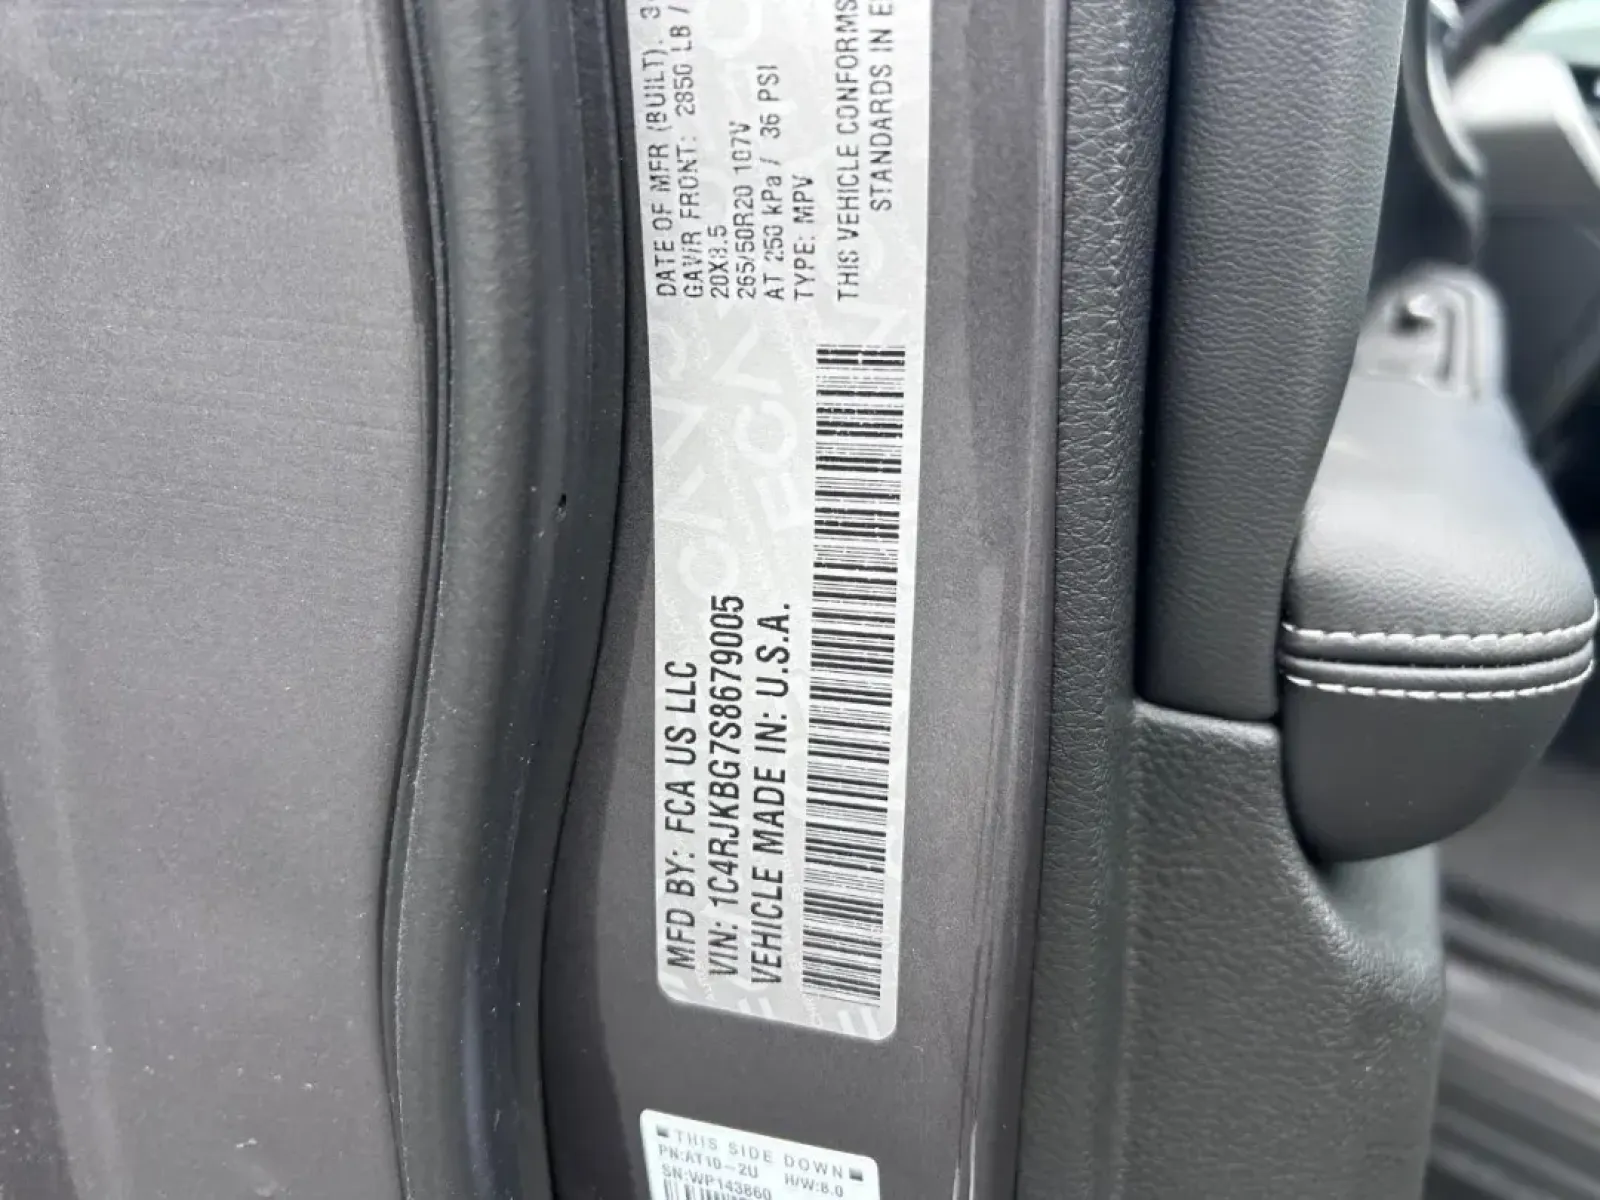 MFD BY: FCA US LLC
VIN: 1C4RJKBG7S8679005
VEHICLE MADE IN: U.S.A.
DATE OF MFR (BUILT). 3
GAWR FRONT: 2850 LB /
20X8.5
265/50R20 107V
AT 250 kPa / 36 PSI
TYPE: MPV
THIS VEHICLE CONFORMS
STANDARDS IN E
THIS SIDE DOWN
PN:AT10-2U H/W:8.0
SN:WP143860